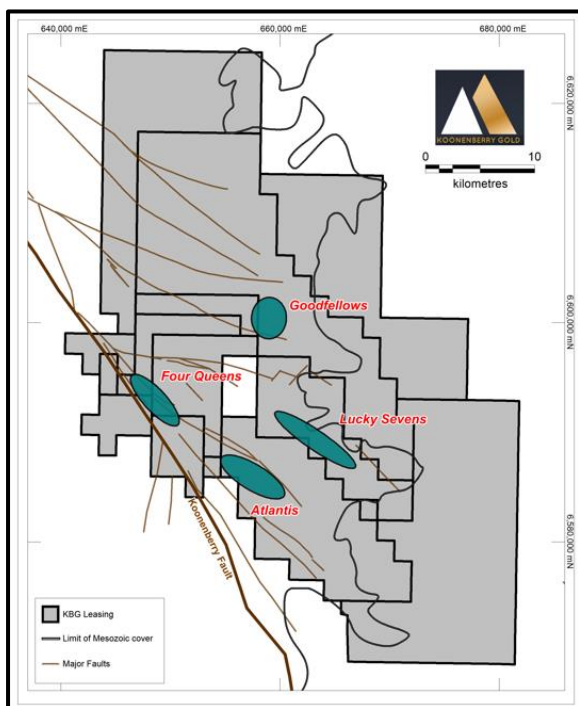 640,000 mE
660,000 mE
680,000 mE
6,620,000 mN
KOONENBERRY GOLD
0
10
kilometres
Goodfellows
6,600,000 mN
Four Queens
Lucky Sevens
Atlantis
Koonenberry Fault
6,580,000 mN
KBG Leasing
Limit of Mesozoic cover
Major Faults